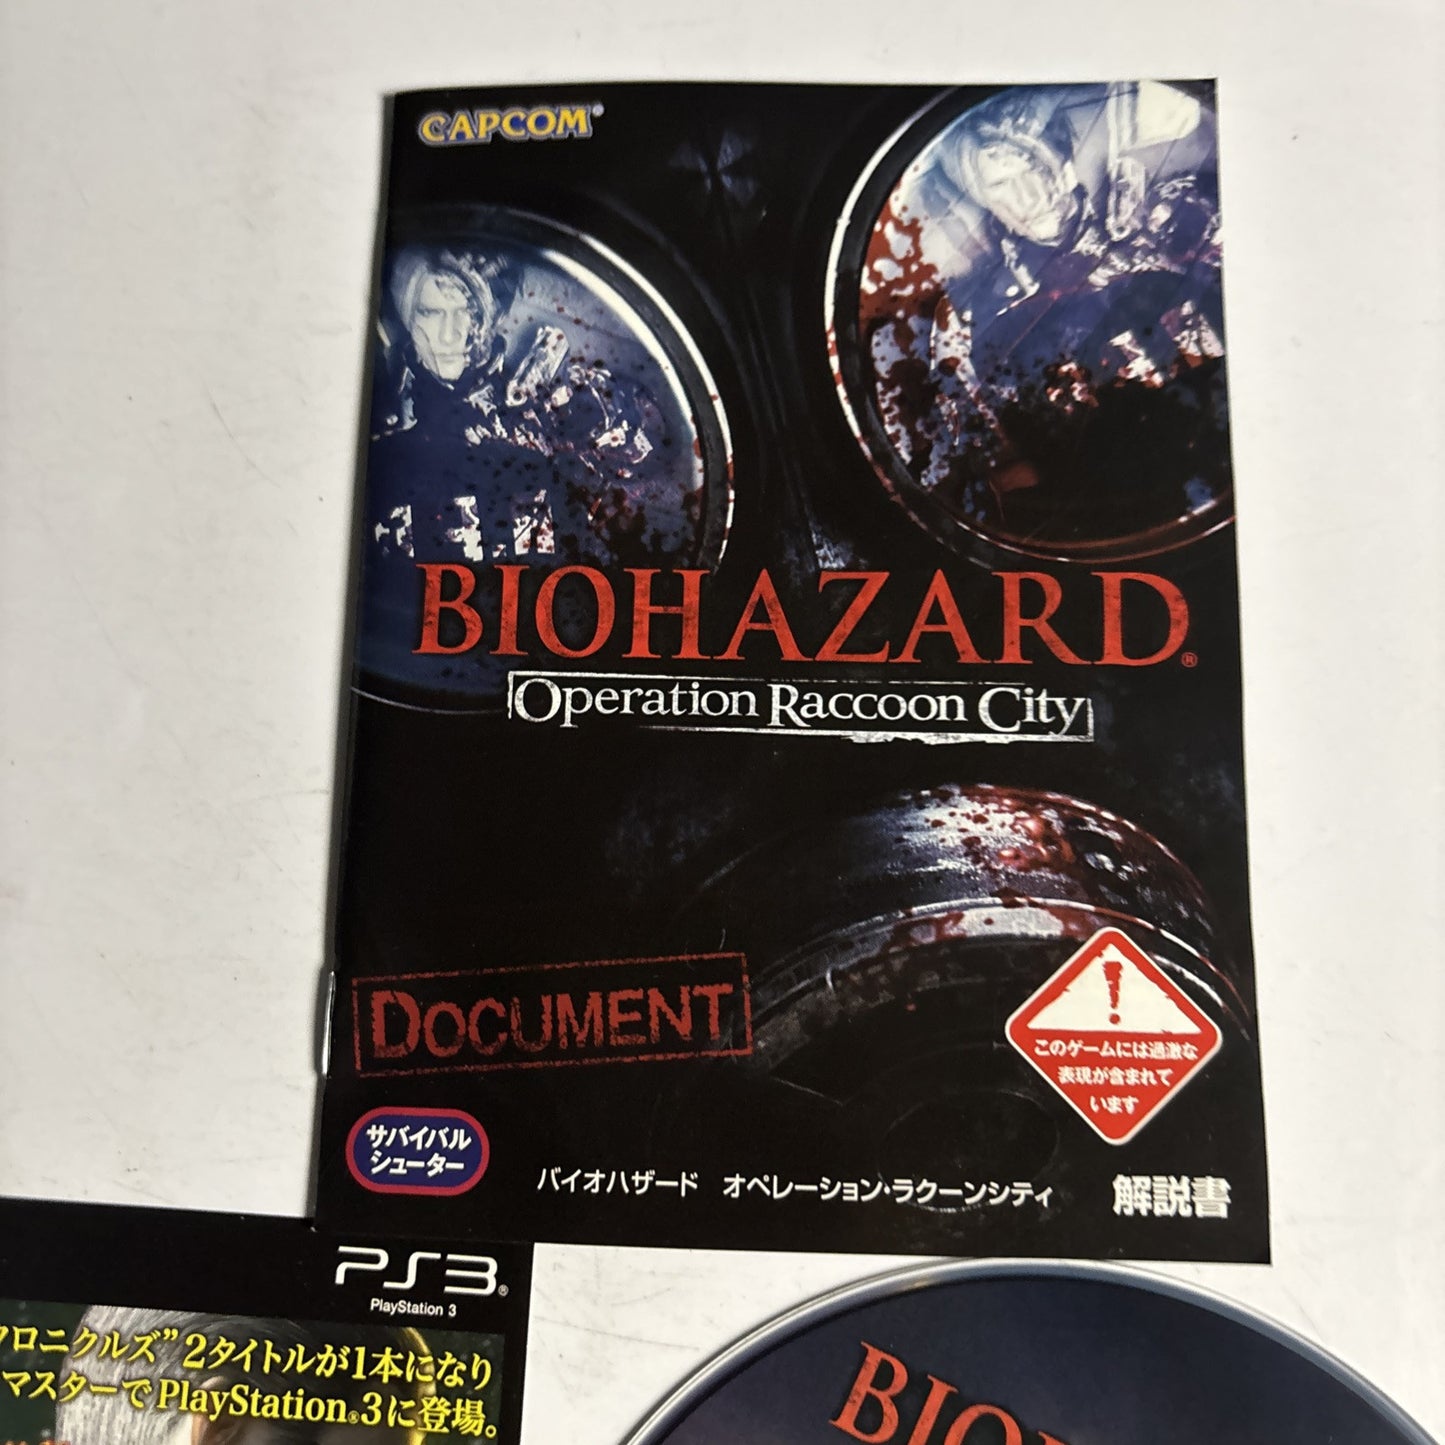 CAPCOM®
BIOHAZARD®
Operation Raccoon City
DOCUMENT
このゲームには過激な
表現が含まれて
います
サバイバル
シューター
バイオハザード オペレーション・ラクーンシティ 解説書
PS3®
PlayStation 3
クロニクルズ”2タイトルが1本になり
マスターでPlayStation®3に登場。
BIO